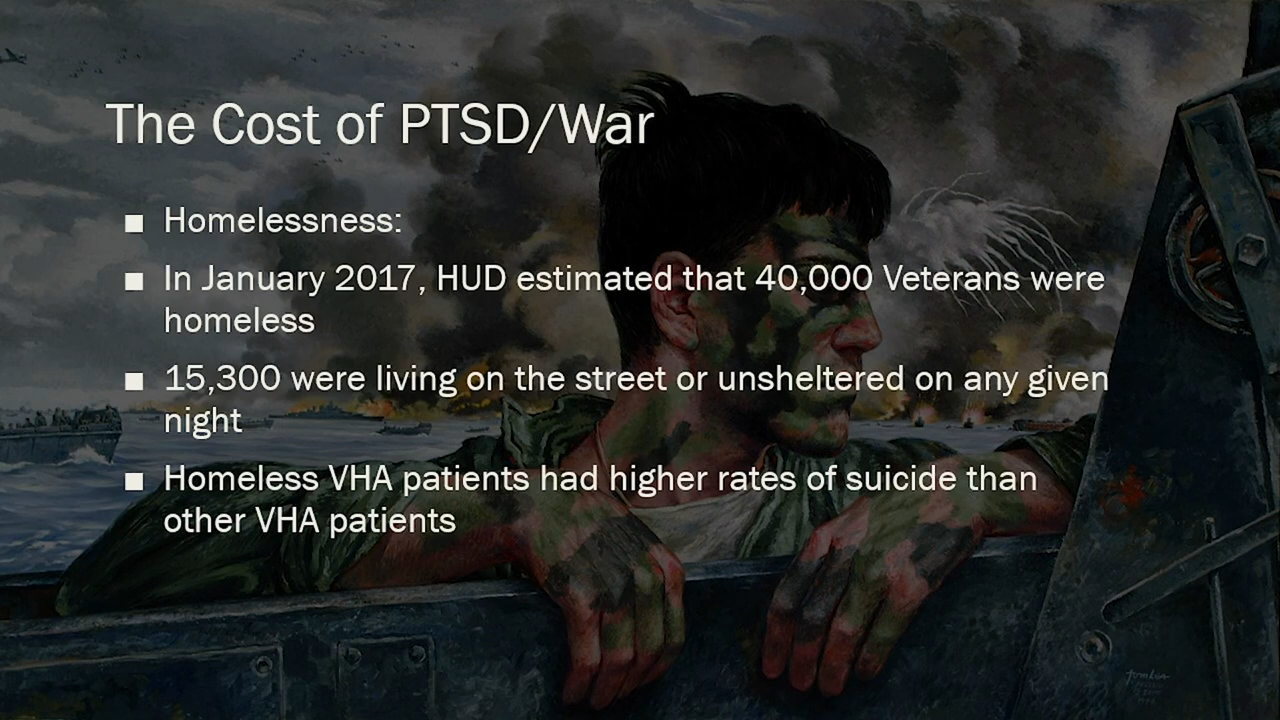 The Cost of PTSD/War
■ Homelessness:
■ In January 2017, HUD estimated that 40,000 Veterans were
homeless
■ 15,300 were living on the street or unsheltered on any given
night
■ Homeless VHA patients had higher rates of suicide than
other VHA patients